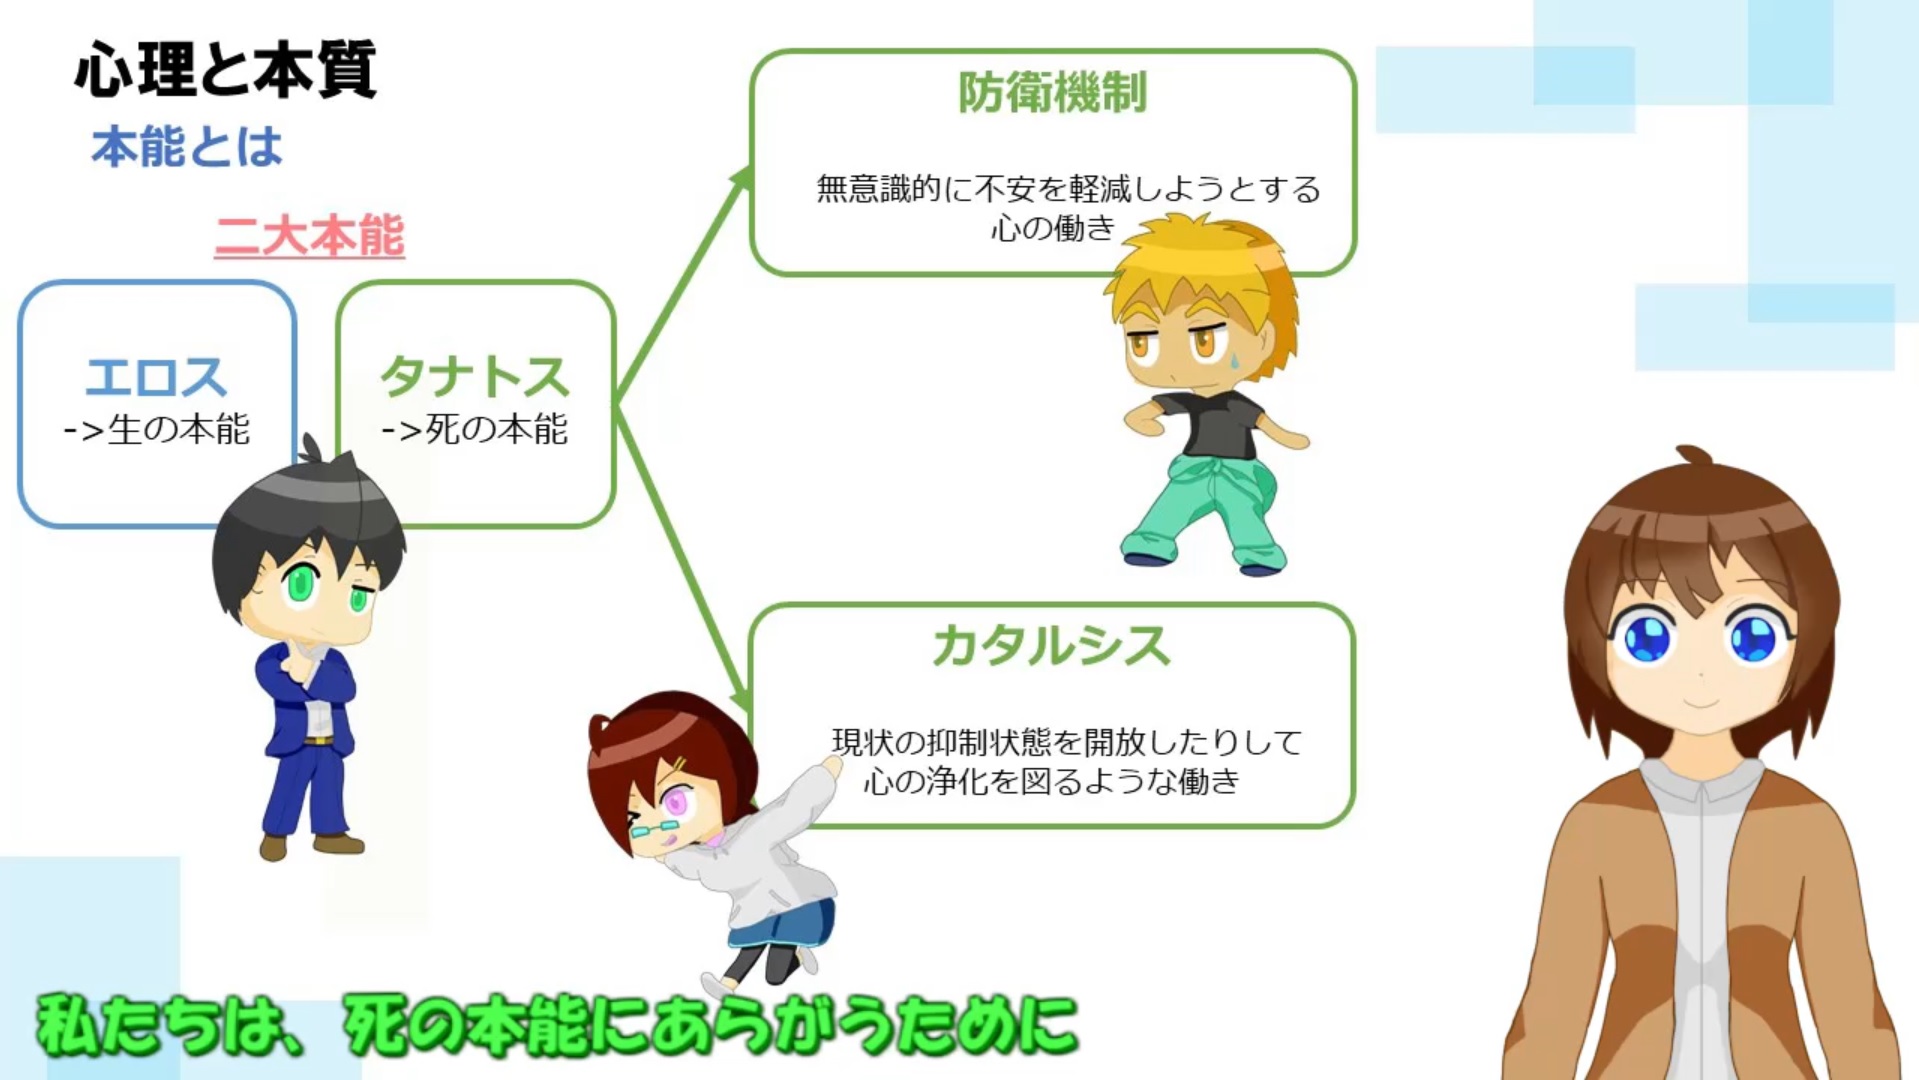 心理と本質
本能とは
二大本能
エロス
->生の本能
タナトス
->死の本能
防衛機制
無意識的に不安を軽減しようとする
心の働き
カタルシス
現状の抑制状態を開放したりして
心の浄化を図るような働き
私たちは、死の本能にあらがうために